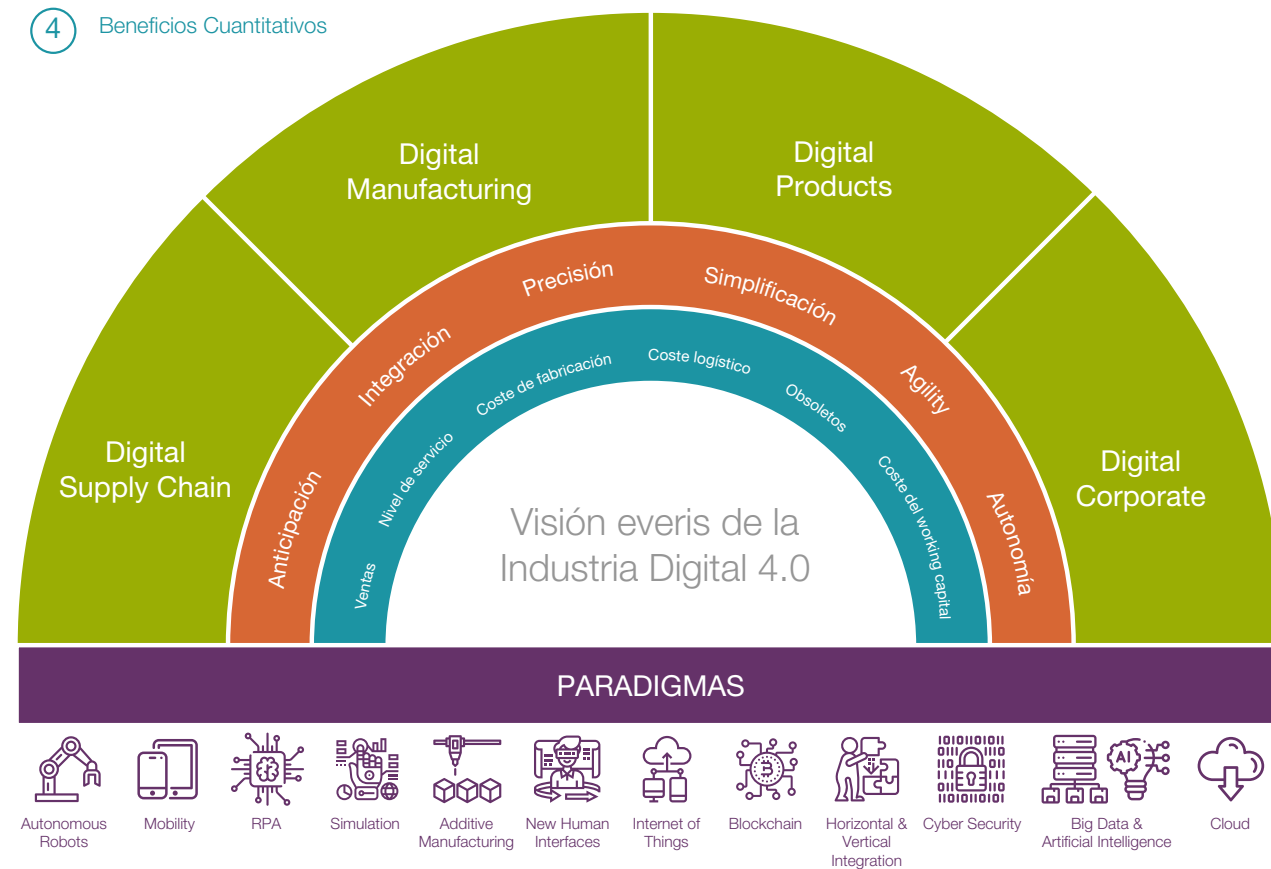 4 Beneficios Cuantitativos
Digital
Manufacturing
Digital
Products
Digital
Supply Chain
Digital
Corporate
Anticipación
Integración
Precisión
Simplificación
Agility
Autonomía
Ventas
Nivel de servicio
Coste de fabricación
Coste logístico
Obsoletos
Coste del working capital
Visión everis de la
Industria Digital 4.0
PARADIGMAS
AI
Autonomous
Robots
Mobility
RPA
Simulation
Additive
Manufacturing
New Human
Interfaces
Internet of
Things
Blockchain
Horizontal &
Vertical
Integration
Cyber Security
Big Data &
Artificial Intelligence
Cloud